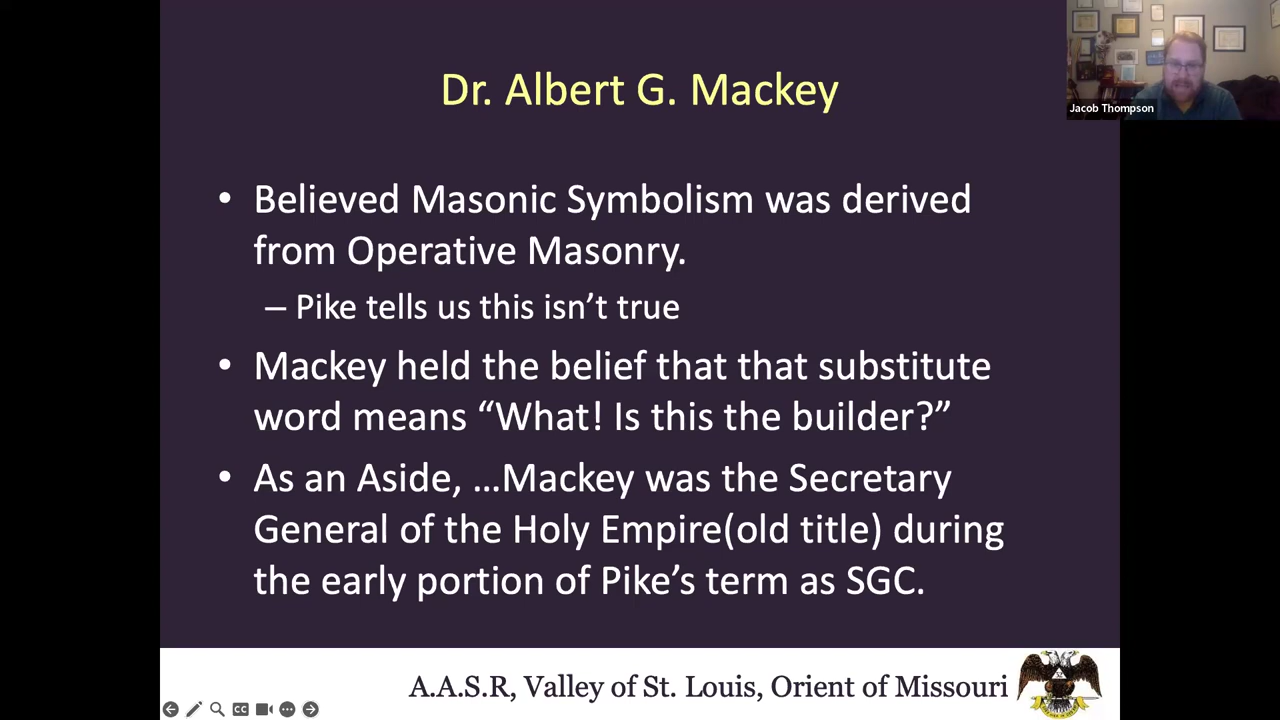 Dr. Albert G. Mackey
Jacob Thompson
• Believed Masonic Symbolism was derived
from Operative Masonry.
– Pike tells us this isn’t true
• Mackey held the belief that that substitute
word means “What! Is this the builder?”
• As an Aside, …Mackey was the Secretary
General of the Holy Empire(old title) during
the early portion of Pike’s term as SGC.
A.A.S.R, Valley of St. Louis, Orient of Missouri
CC